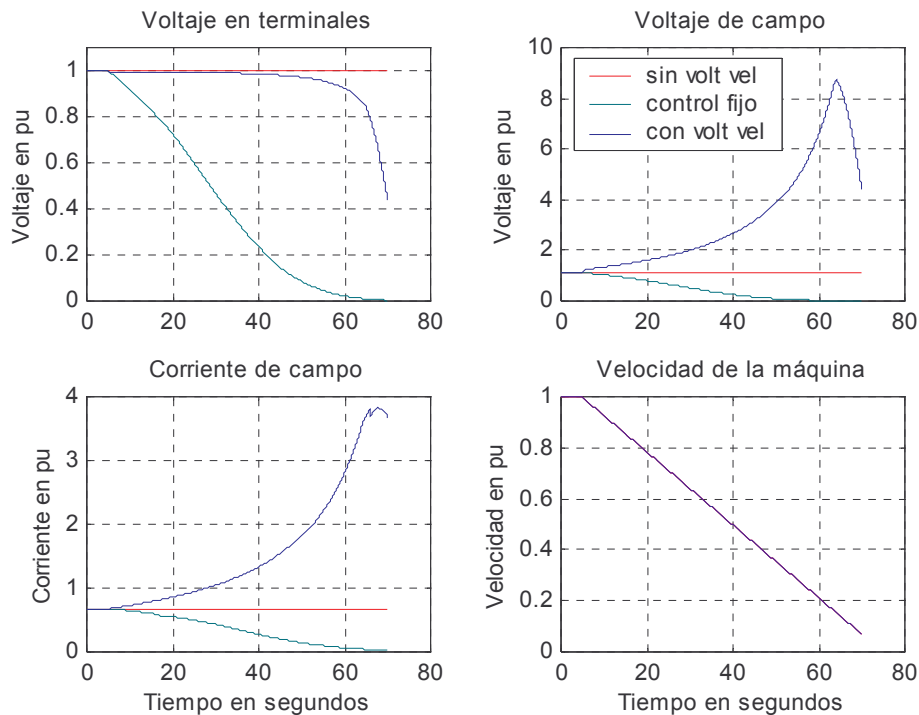 Voltaje en terminales
Voltaje en pu
1
0.8
0.6
0.4
0.2
0
0 20 40 60 80
Voltaje de campo
Voltaje en pu
10
8
6
4
2
0
sin volt vel
control fijo
con volt vel
0 20 40 60 80
Corriente de campo
Corriente en pu
4
3
2
1
0
0 20 40 60 80
Tiempo en segundos
Velocidad de la máquina
Velocidad en pu
1
0.8
0.6
0.4
0.2
0
0 20 40 60 80
Tiempo en segundos